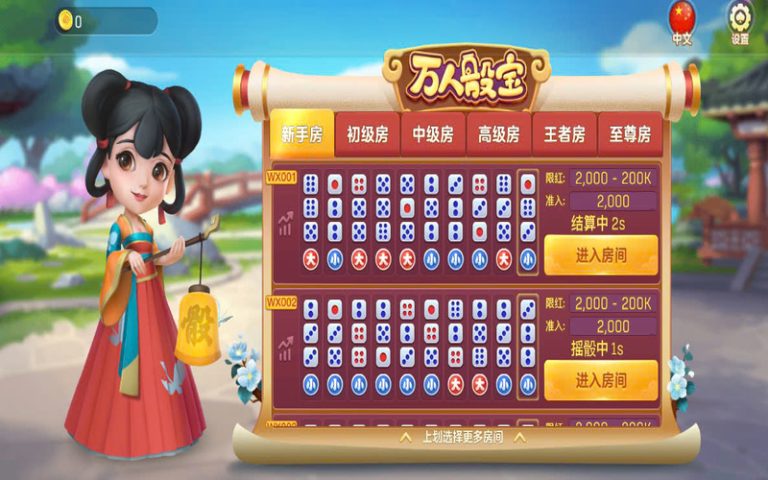 0
中文
设置
万人骰宝
新手房 初级房 中级房 高级房 王者房 至尊房
WX001
限红: 2,000 - 200K
准入: 2,000
结算中 2s
大 小 大 大 大 小 小 小 大 小
进入房间
骰
WX002
限红: 2,000 - 200K
准入: 2,000
摇骰中 1s
小 小 小 小 小 小 大 大 小 小
进入房间
上划选择更多房间